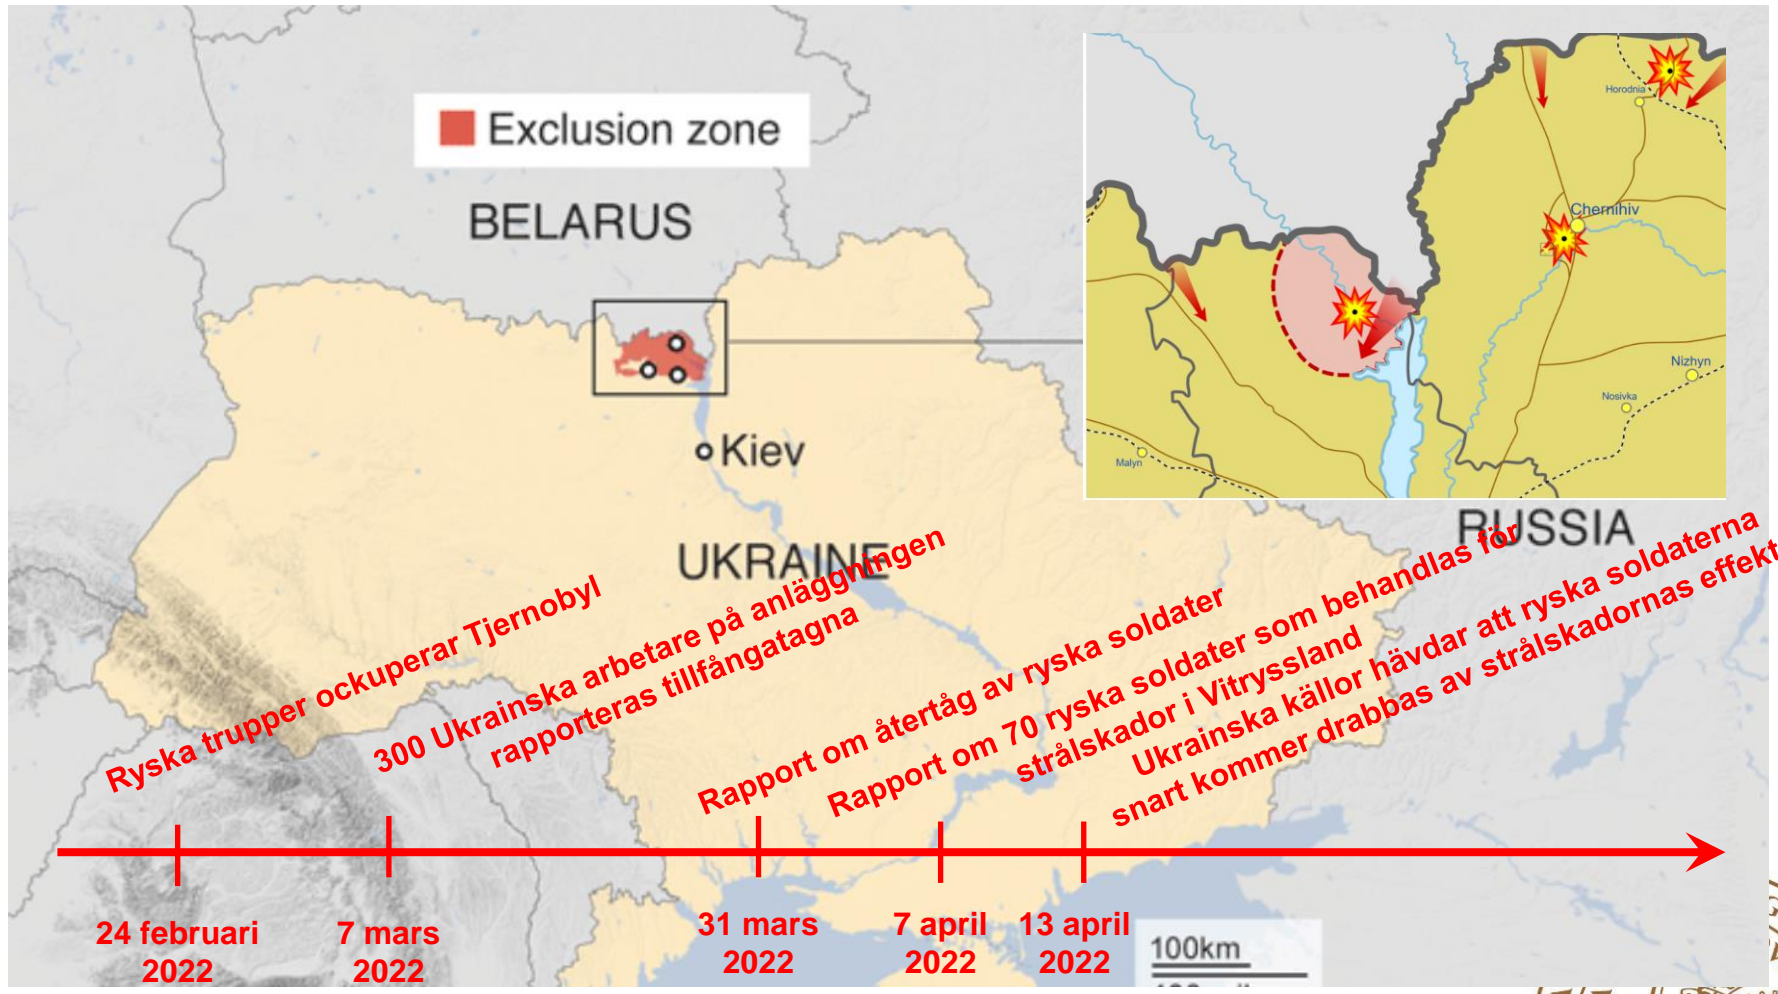 Exclusion zone
BELARUS
Kiev
UKRAINE
RUSSIA
Horodnia
Chernihiv
Nizhyn
Nosivka
Malyn
Ryska trupper ockuperar Tjernobyl
300 Ukrainska arbetare på anläggningen
rapporteras tillfångatagna
Rapport om återtåg av ryska soldater
Rapport om 70 ryska soldater som behandlas för
strålskador i Vitryssland
Ukrainska källor hävdar att ryska soldaterna
snart kommer drabbas av strålskadornas effekt
24 februari
2022
7 mars
2022
31 mars
2022
7 april
2022
13 april
2022
100km